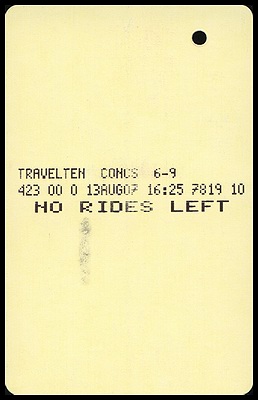 TRAVELTEN CONCS 6-9
423 00 0 13AUG07 16:25 7819 10
NO RIDES LEFT